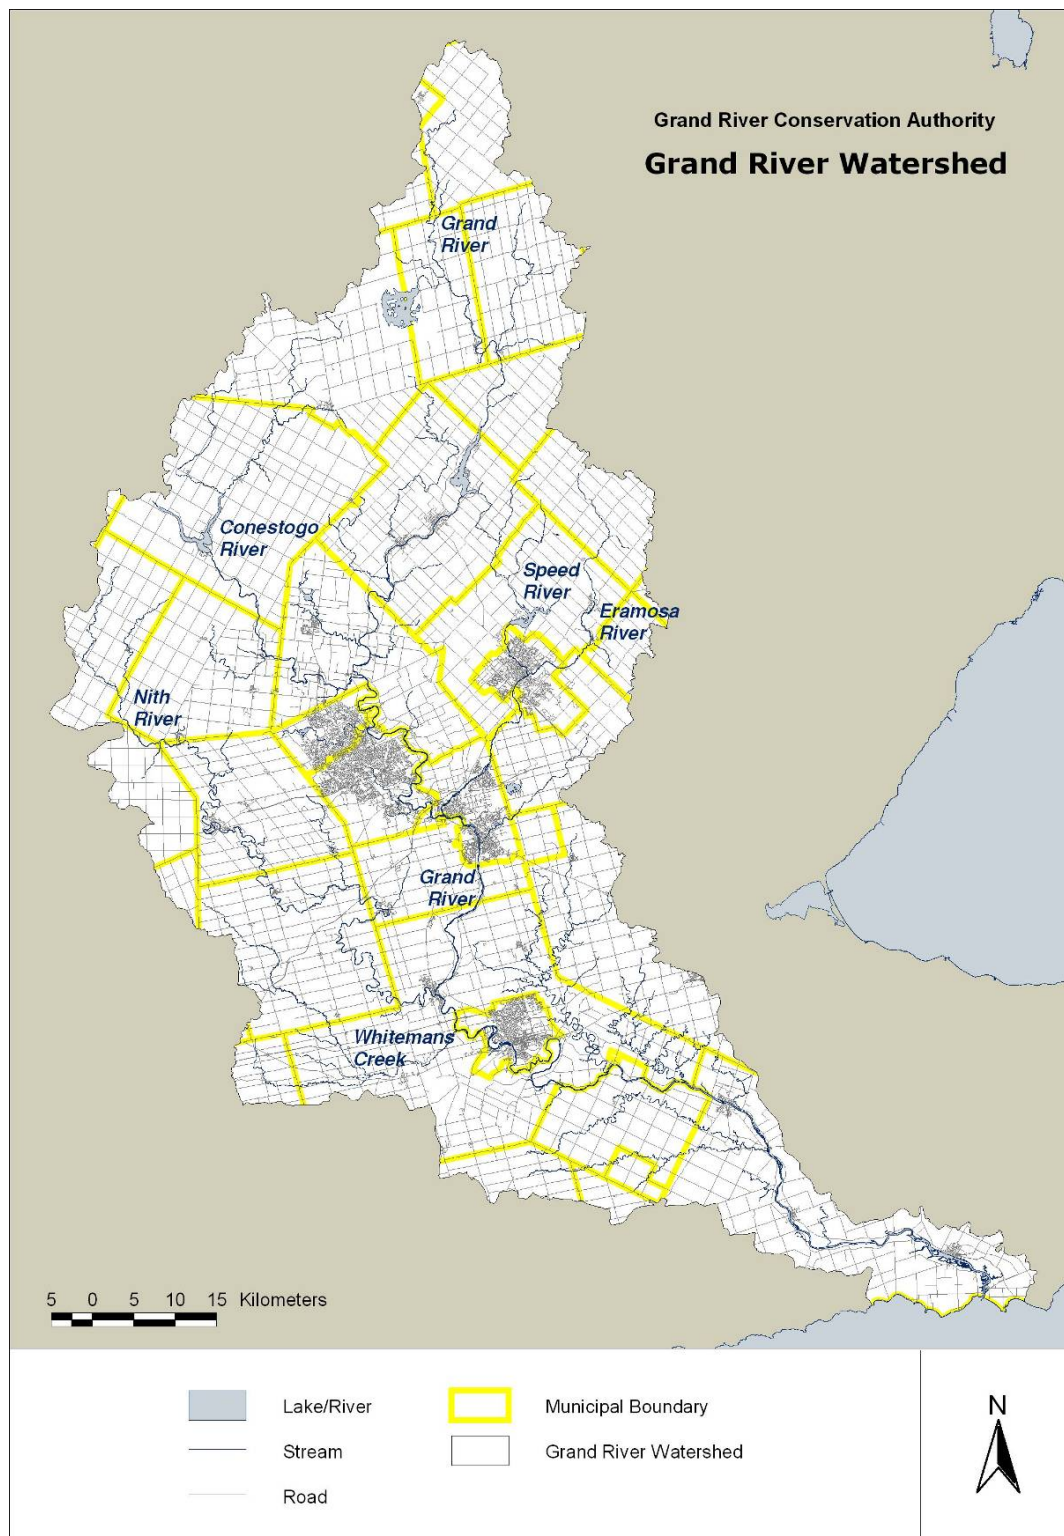 Grand River Conservation Authority
Grand River Watershed
Grand
River
Conestogo
River
Speed
River
Eramosa
River
Nith
River
Grand
River
Whitemans
Creek
5 0 5 10 15 Kilometers
Lake/River
Stream
Road
Municipal Boundary
Grand River Watershed
N